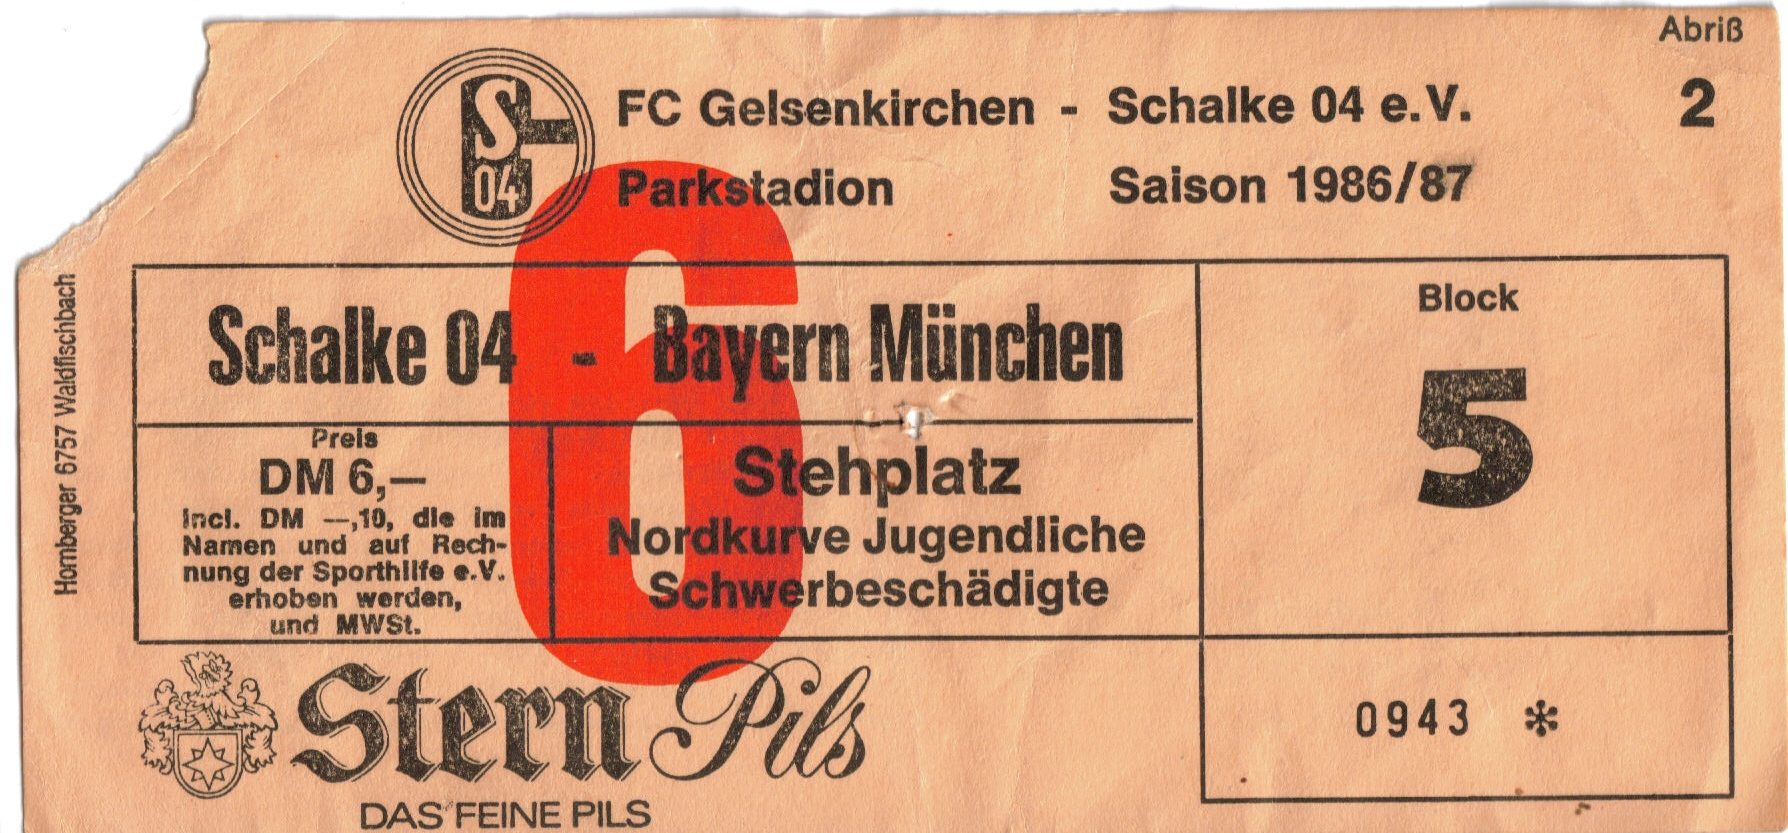 Abriß
2
S
04
FC Gelsenkirchen - Schalke 04 e.V.
Parkstadion Saison 1986/87
6
Schalke 04 - Bayern München
Block
5
Preis
DM 6,—
incl. DM —,10, die im
Namen und auf Rech-
nung der Sporthilfe e.V.
erhoben werden,
und MWSt.
Stehplatz
Nordkurve Jugendliche
Schwerbeschädigte
Homberger 6757 Waldfischbach
Stern Pils
DAS FEINE PILS
0943 *